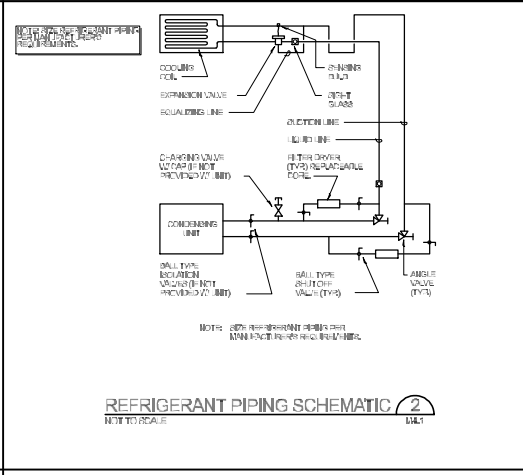 NOTE: SIZE REFRIGERANT PIPING
PER MANUFACTURER'S
REQUIREMENTS.
COOLING
COIL
SENSING
BULB
EXPANSION VALVE
SIGHT
GLASS
EQUALIZING LINE
SUCTION LINE
LIQUID LINE
CHARGING VALVE
W/ CAP (IF NOT
PROVIDED W/ UNIT)
FILTER DRYER,
(TYP.) REPLACEABLE
CORE.
CONDENSING
UNIT
BALL TYPE
ISOLATION
VALVES (IF NOT
PROVIDED W/ UNIT)
BALL TYPE
SHUT OFF
VALVE (TYP.)
ANGLE
VALVE
(TYP.)
NOTE: SIZE REFRIGERANT PIPING PER
MANUFACTURER'S REQUIREMENTS.
REFRIGERANT PIPING SCHEMATIC 2
NOT TO SCALE